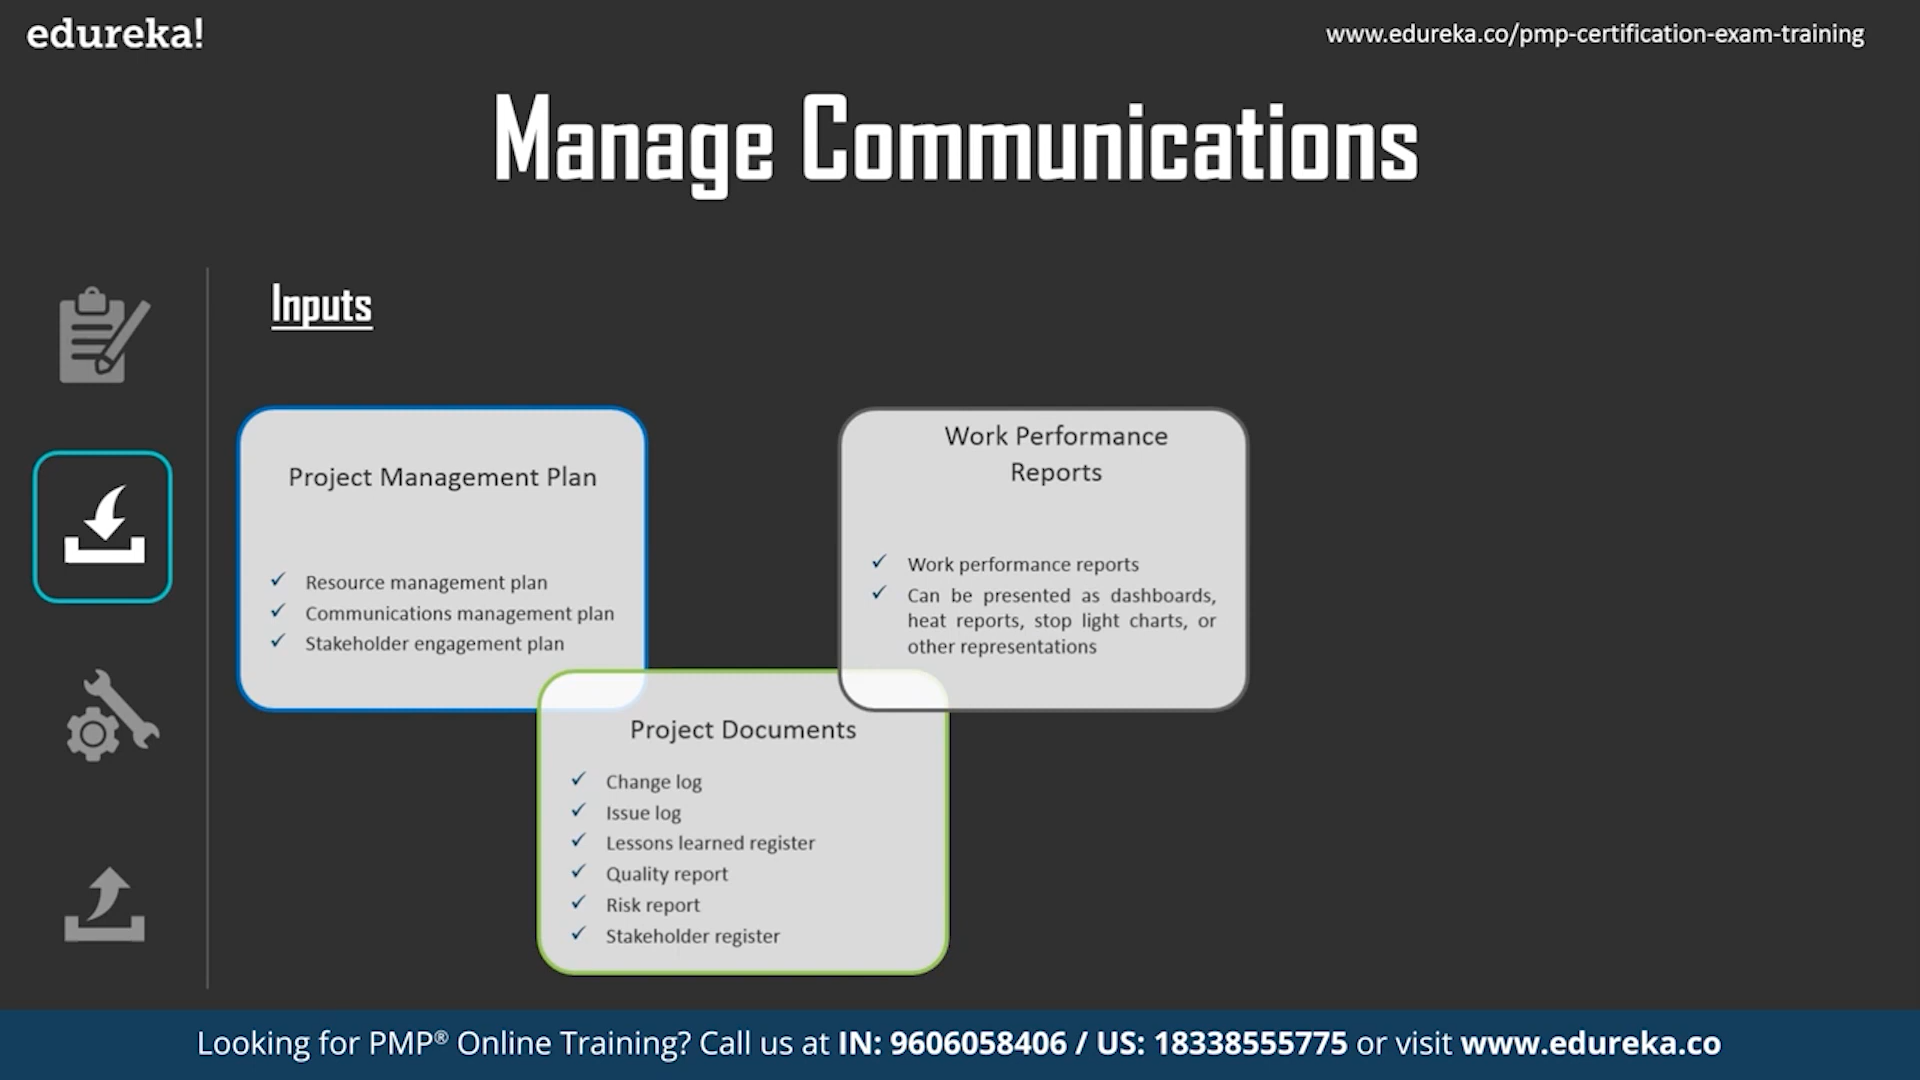 edureka!
www.edureka.co/pmp-certification-exam-training
Manage Communications
Inputs
Project Management Plan
Resource management plan
Communications management plan
Stakeholder engagement plan
Work Performance
Reports
Work performance reports
Can be presented as dashboards,
heat reports, stop light charts, or
other representations
Project Documents
Change log
Issue log
Lessons learned register
Quality report
Risk report
Stakeholder register
Looking for PMP® Online Training? Call us at IN: 9606058406 / US: 18338555775 or visit www.edureka.co